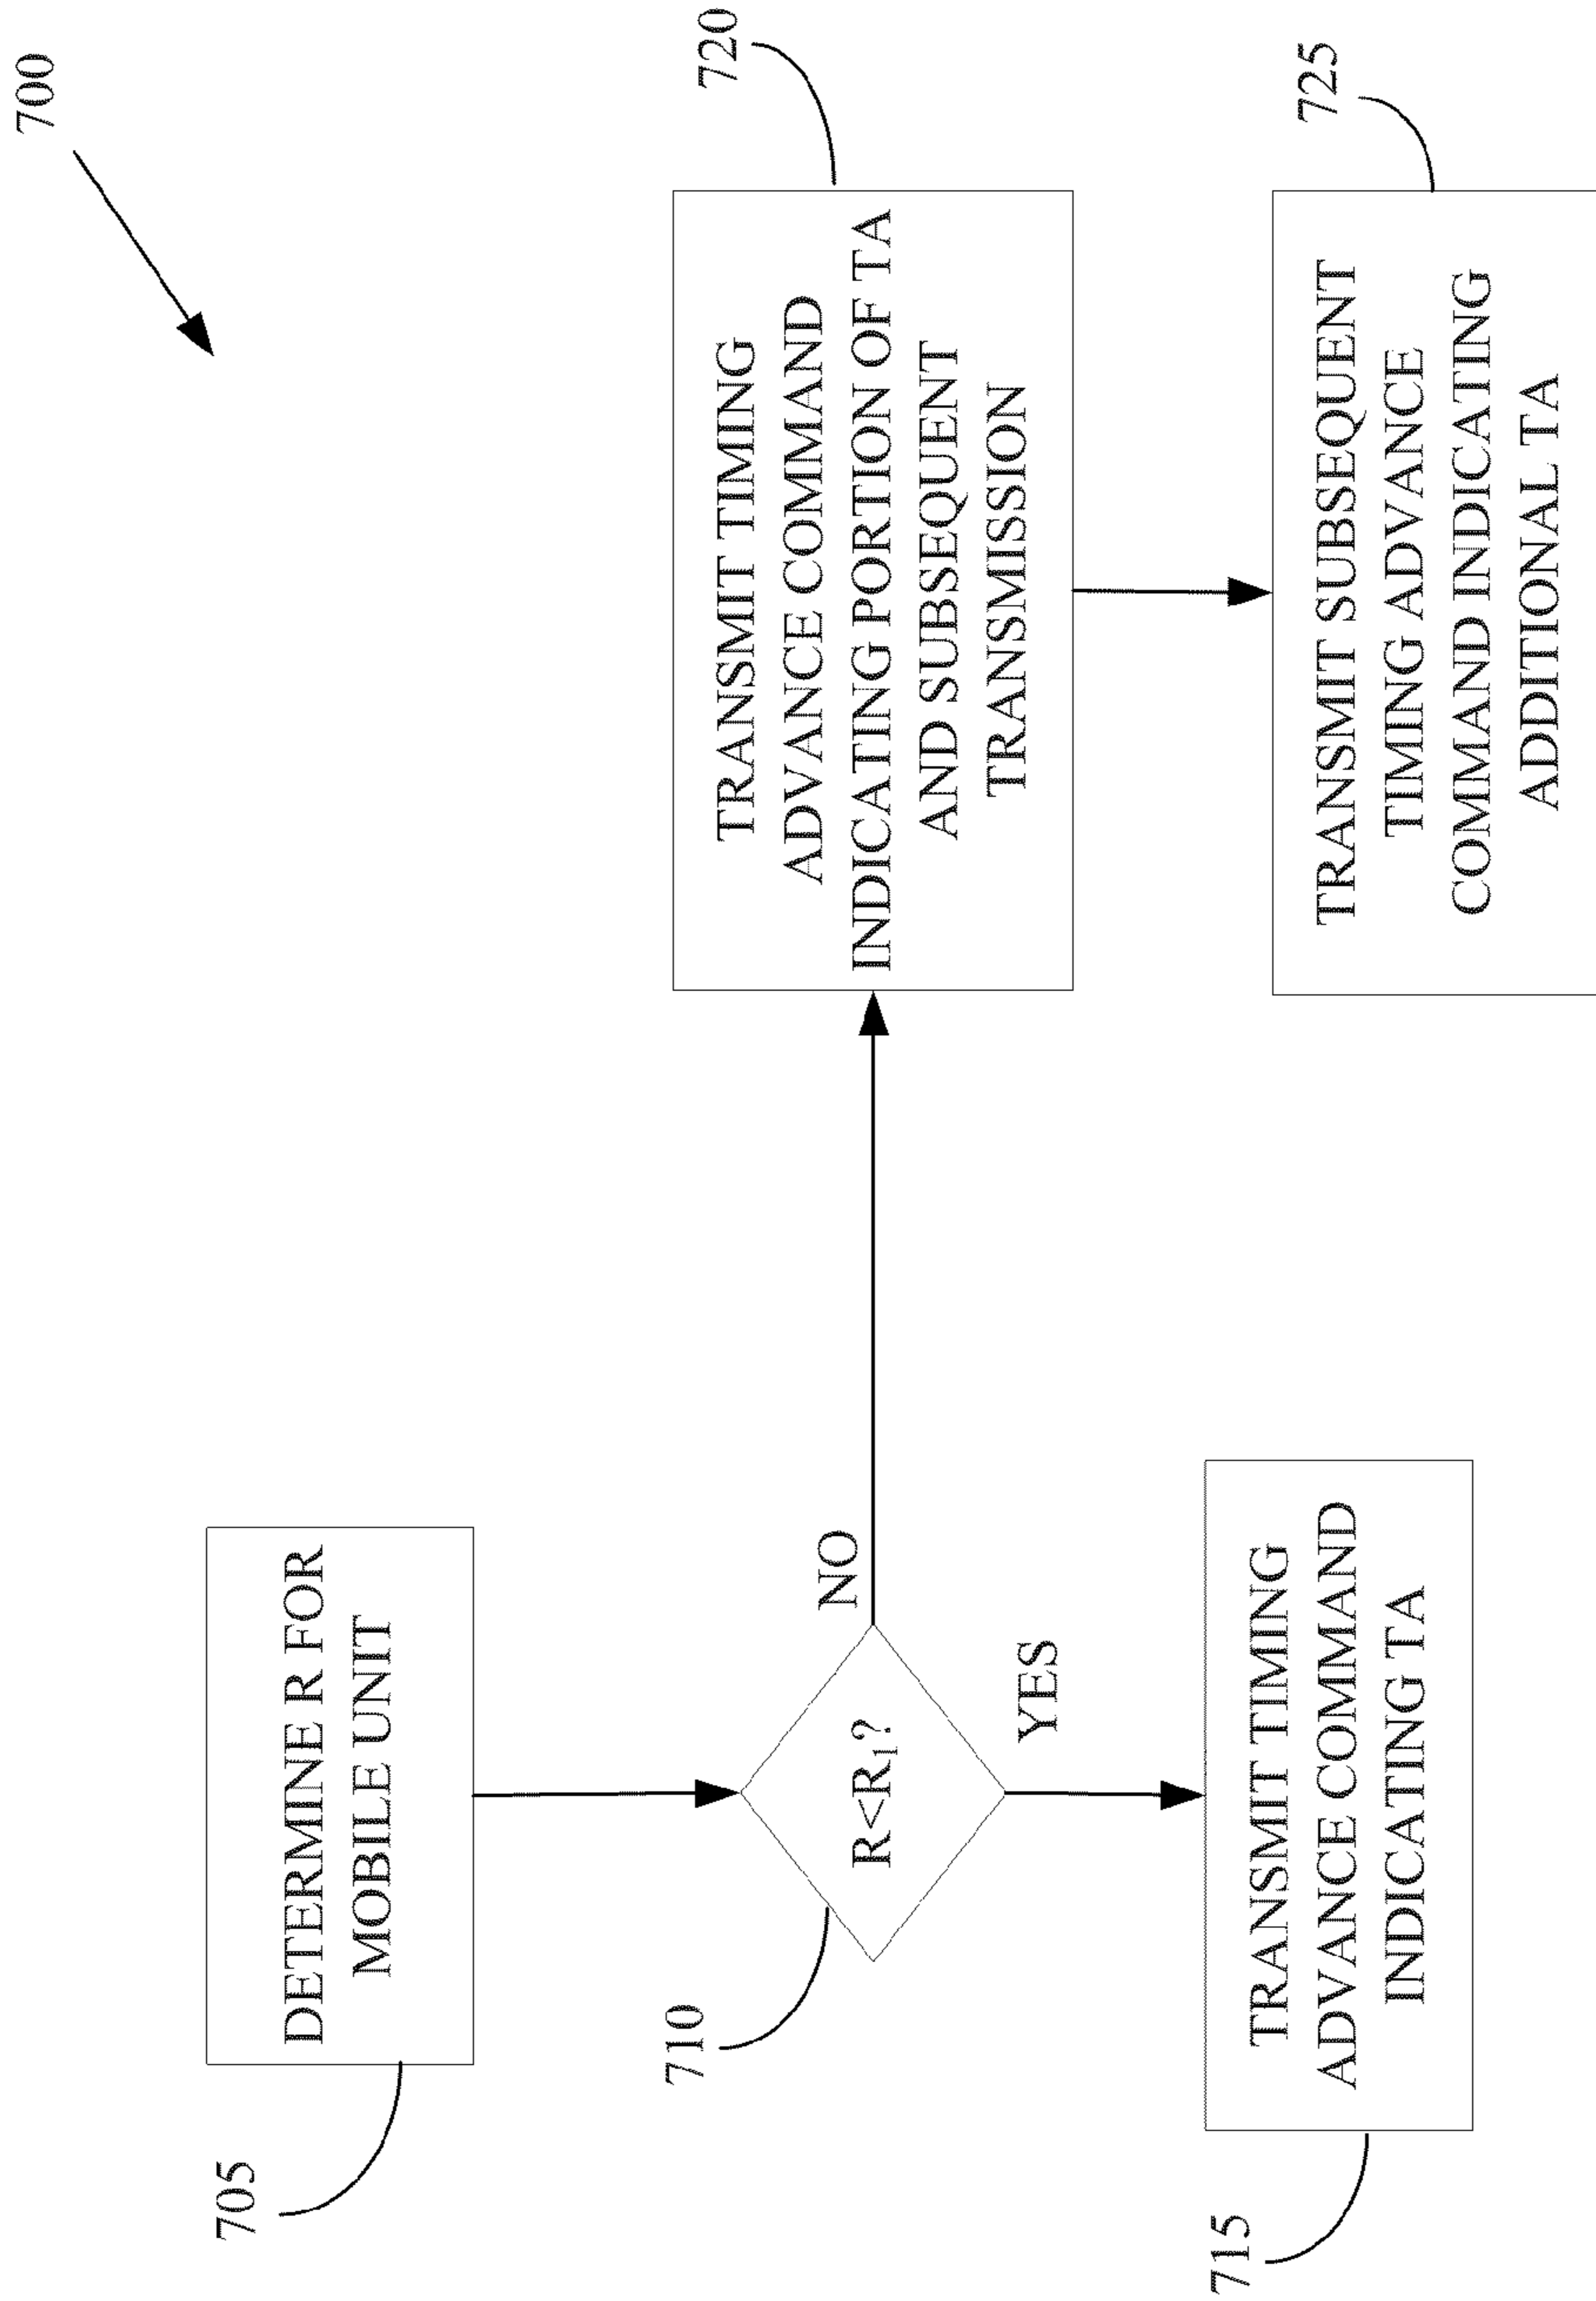 700
705
DETERMINE R FOR
MOBILE UNIT
710
R<R₁?
NO
YES
720
TRANSMIT TIMING
ADVANCE COMMAND
INDICATING PORTION OF TA
AND SUBSEQUENT
TRANSMISSION
715
TRANSMIT TIMING
ADVANCE COMMAND
INDICATING TA
725
TRANSMIT SUBSEQUENT
TIMING ADVANCE
COMMAND INDICATING
ADDITIONAL TA